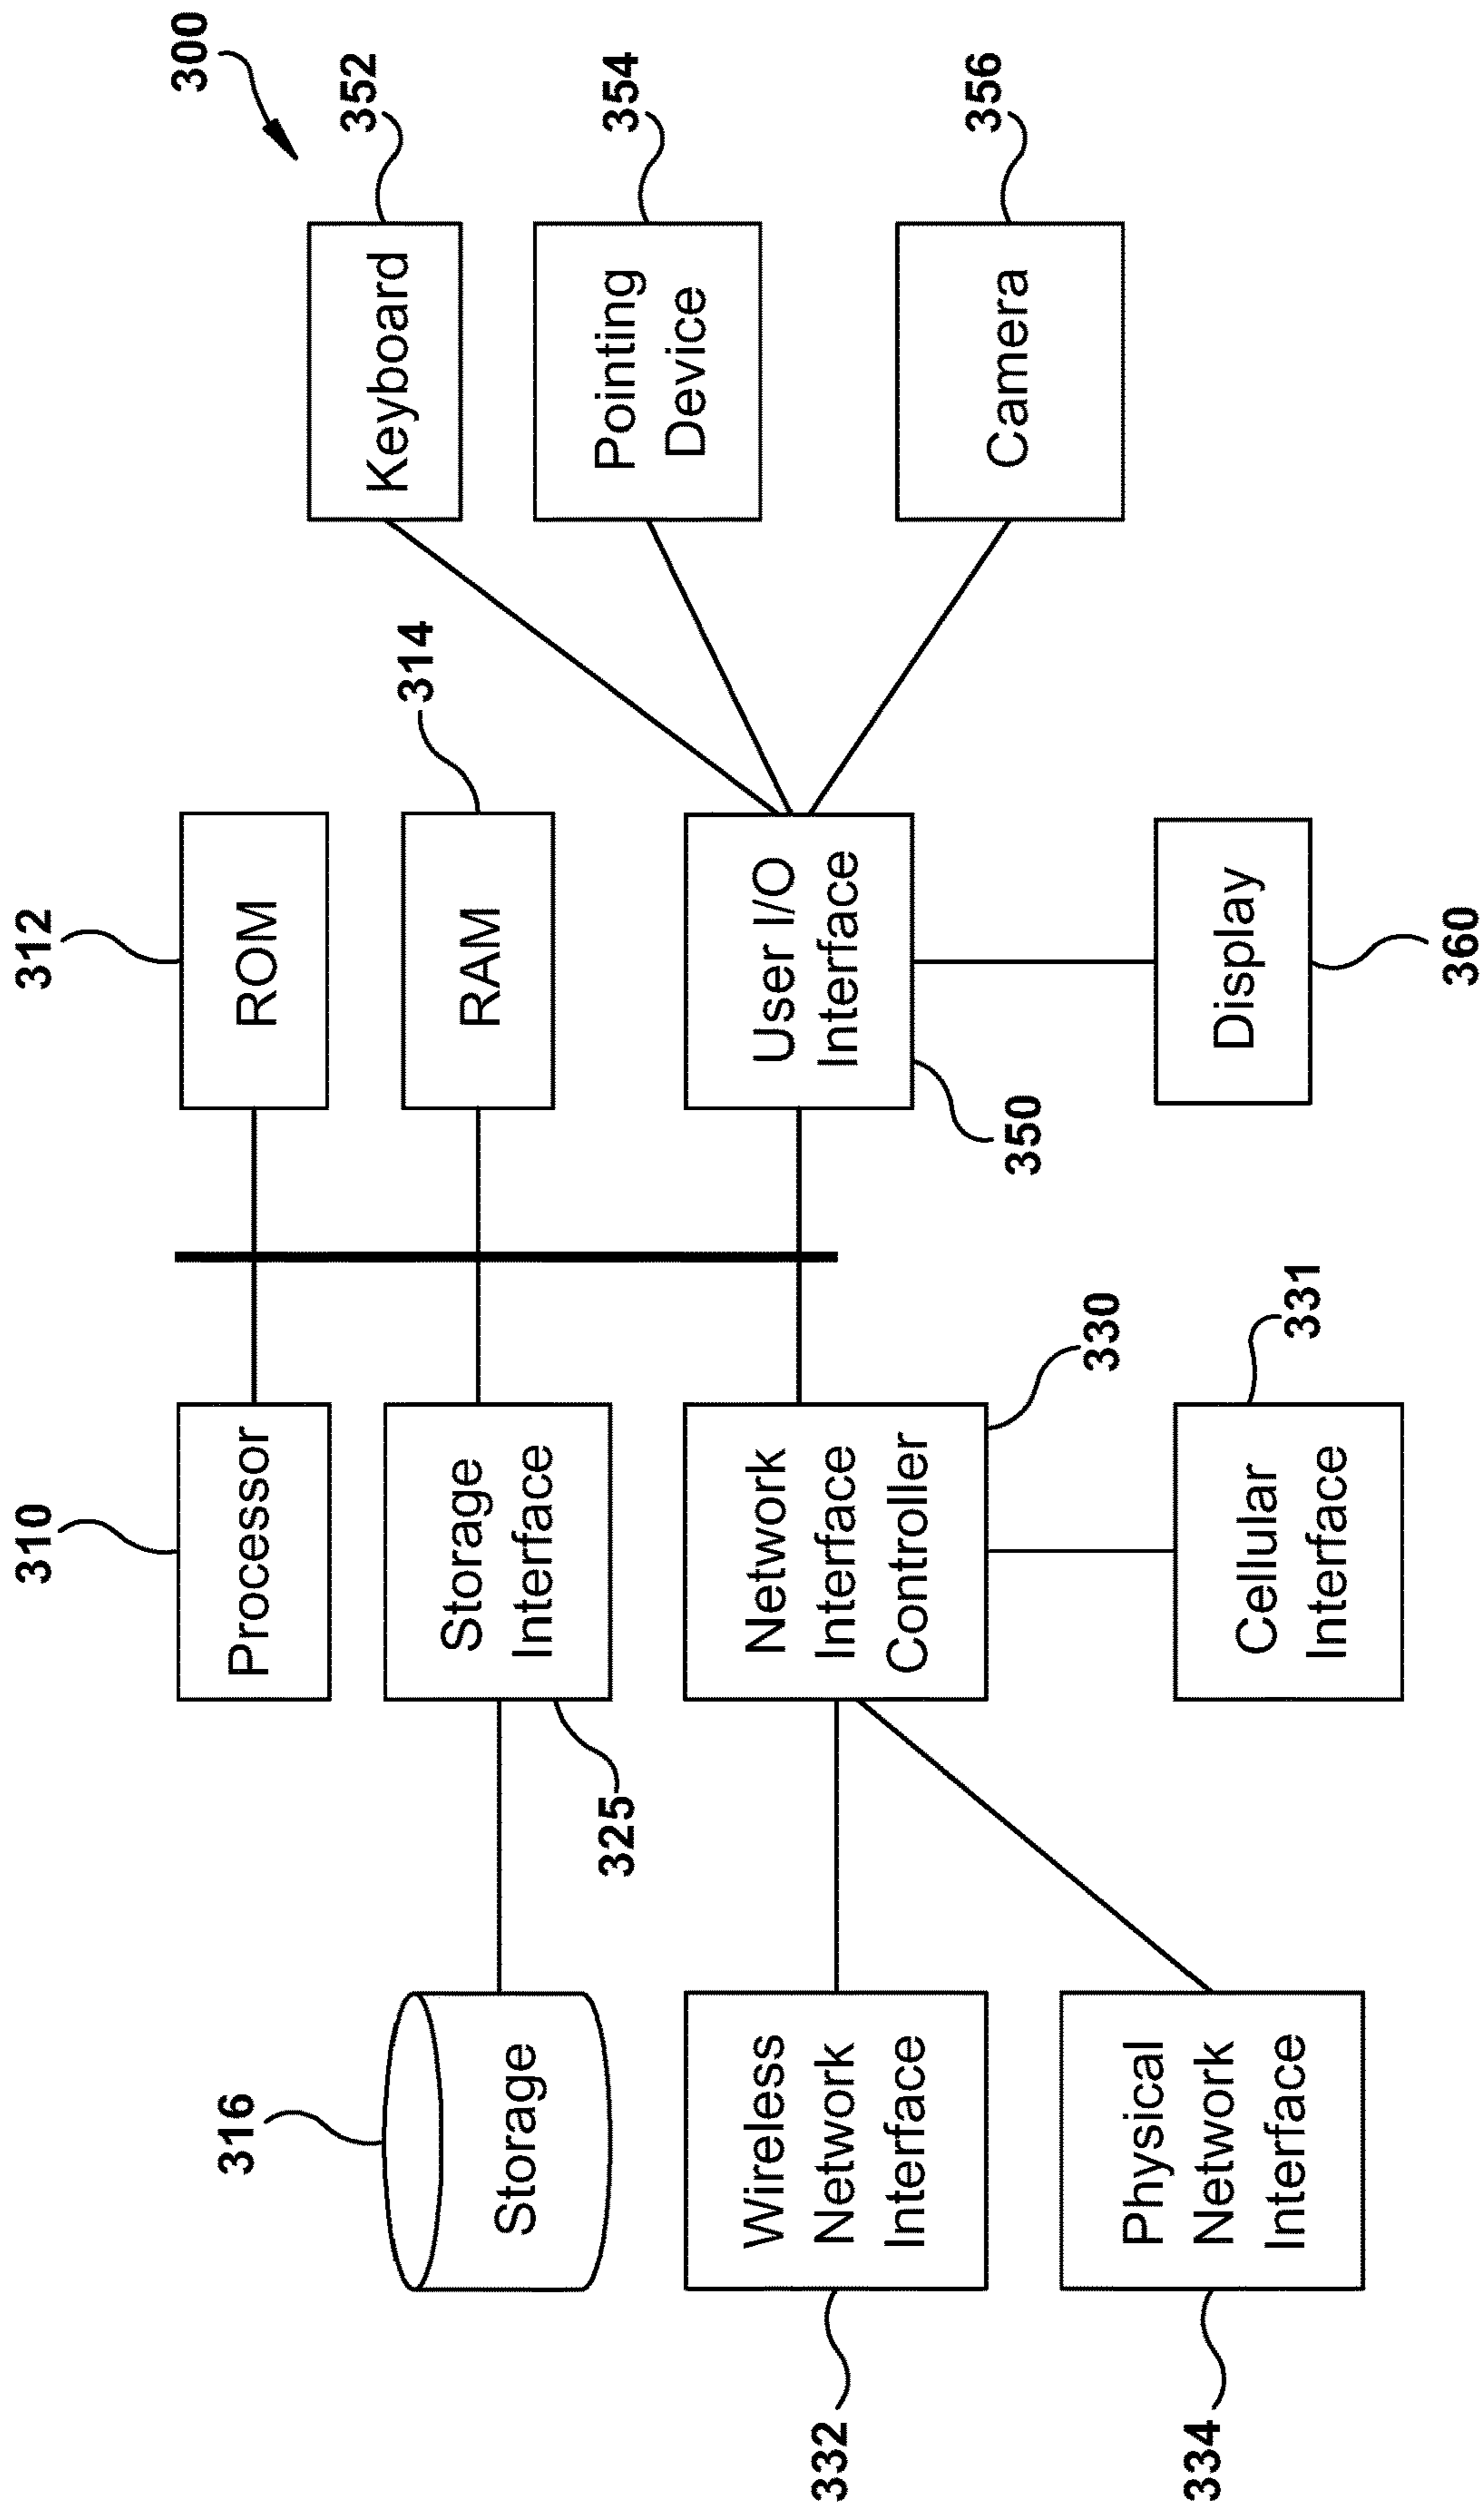 300
310
312
Processor
ROM
314
316
Storage
Storage
Interface
RAM
325
352
Keyboard
332
Wireless
Network
Interface
Network
Interface
Controller
User I/O
Interface
354
Pointing
Device
330
350
334
Physical
Network
Interface
331
Cellular
Interface
Display
360
356
Camera